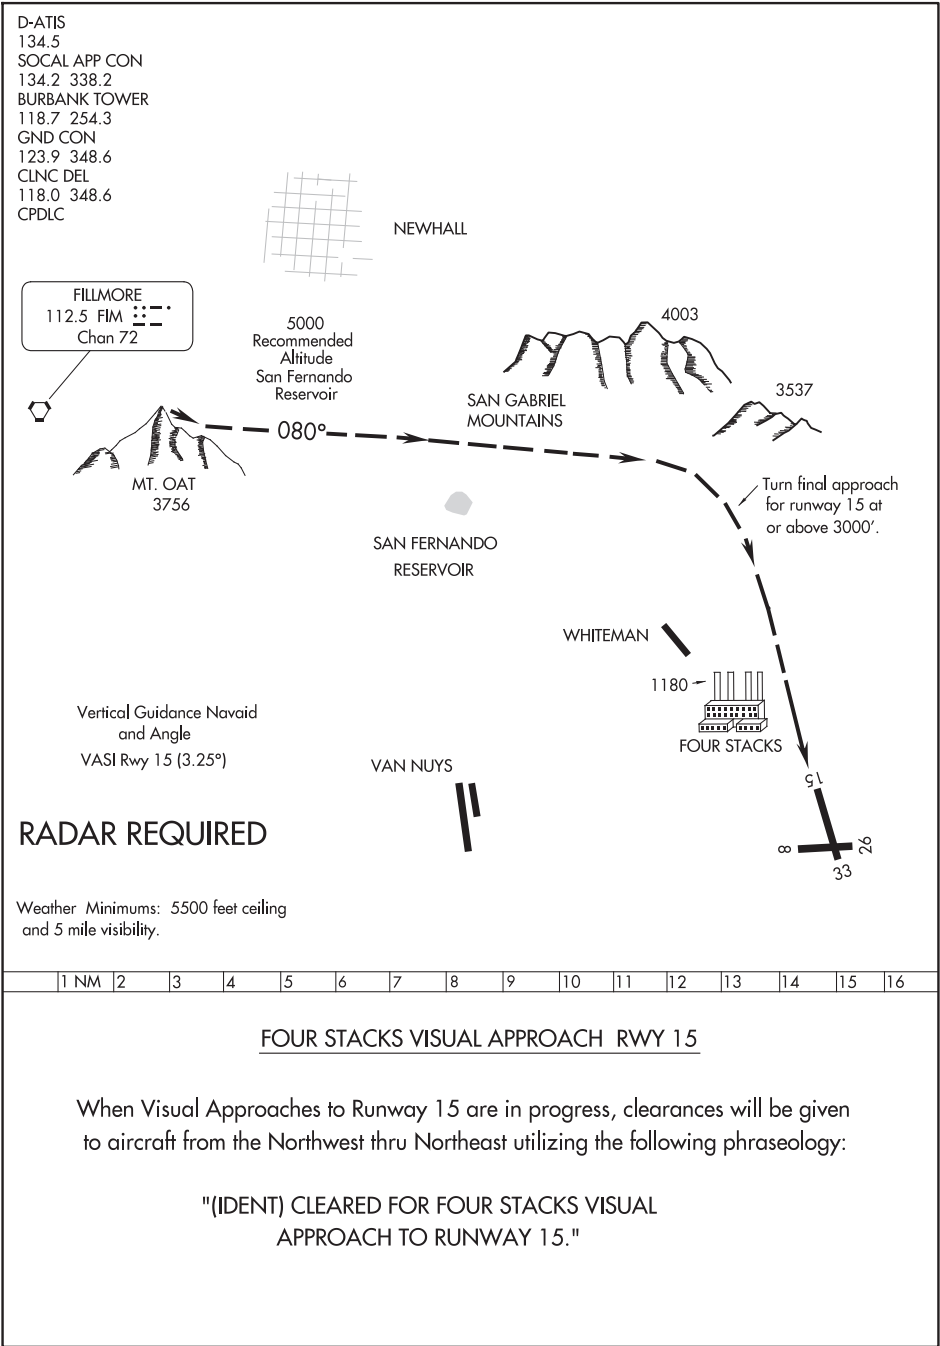 D-ATIS
134.5
SOCAL APP CON
134.2 338.2
BURBANK TOWER
118.7 254.3
GND CON
123.9 348.6
CLNC DEL
118.0 348.6
CPDLC
NEWHALL
FILLMORE
112.5 FIM
Chan 72
5000
Recommended
Altitude
San Fernando
Reservoir
4003
SAN GABRIEL
MOUNTAINS
3537
080°
MT. OAT
3756
Turn final approach
for runway 15 at
or above 3000'.
SAN FERNANDO
RESERVOIR
WHITEMAN
1180
FOUR STACKS
Vertical Guidance Navaid
and Angle
VASI Rwy 15 (3.25°)
VAN NUYS
15
RADAR REQUIRED
8
26
33
Weather Minimums: 5500 feet ceiling
and 5 mile visibility.
1 NM 2 3 4 5 6 7 8 9 10 11 12 13 14 15 16
FOUR STACKS VISUAL APPROACH RWY 15
When Visual Approaches to Runway 15 are in progress, clearances will be given
to aircraft from the Northwest thru Northeast utilizing the following phraseology:
"(IDENT) CLEARED FOR FOUR STACKS VISUAL
APPROACH TO RUNWAY 15."